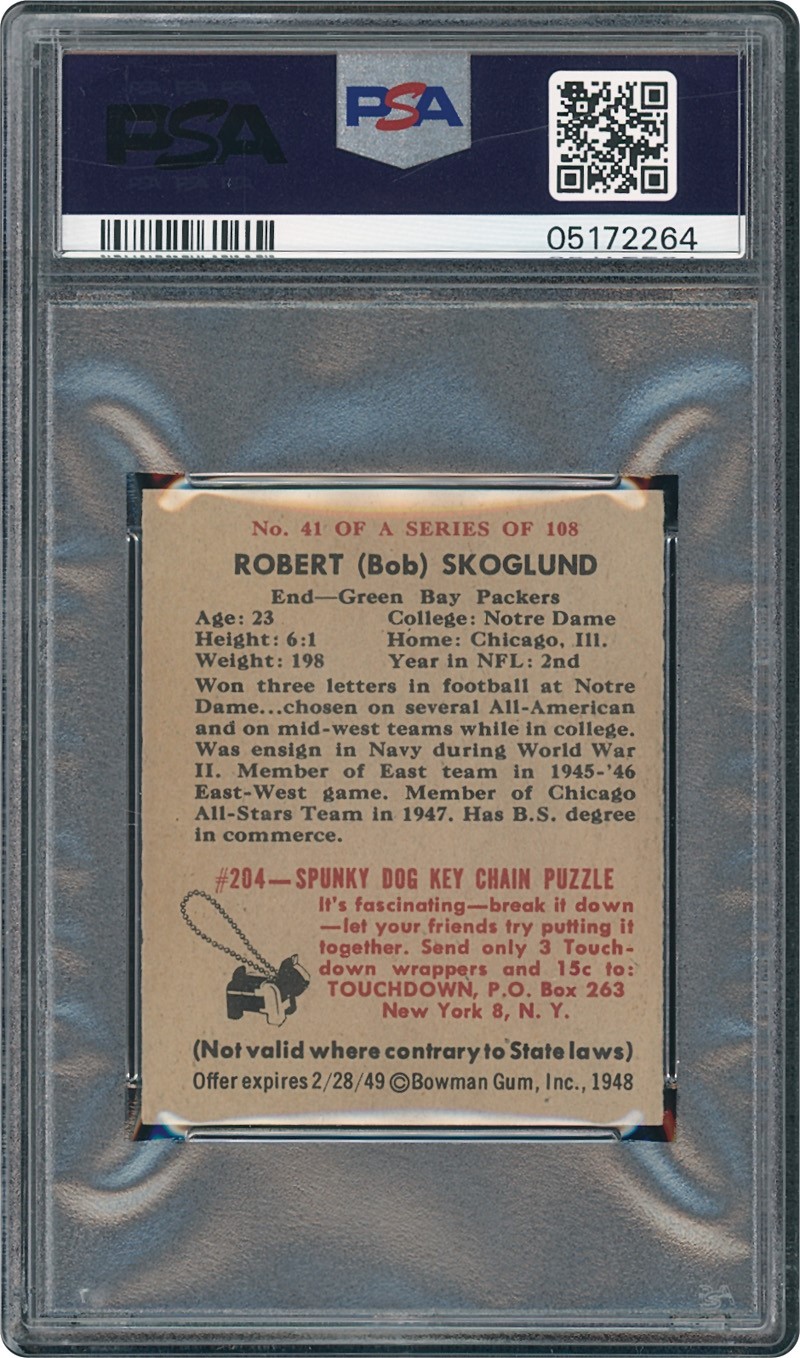 PSA
PSA
05172264
No. 41 OF A SERIES OF 108
ROBERT (Bob) SKOGLUND
End—Green Bay Packers
Age: 23 College: Notre Dame
Height: 6:1 Home: Chicago, Ill.
Weight: 198 Year in NFL: 2nd
Won three letters in football at Notre
Dame...chosen on several All-American
and on mid-west teams while in college.
Was ensign in Navy during World War
II. Member of East team in 1945-'46
East-West game. Member of Chicago
All-Stars Team in 1947. Has B.S. degree
in commerce.
#204—SPUNKY DOG KEY CHAIN PUZZLE
It's fascinating—break it down
—let your friends try putting it
together. Send only 3 Touch-
down wrappers and 15c to:
TOUCHDOWN, P.O. Box 263
New York 8, N. Y.
(Not valid where contrary to State laws)
Offer expires 2/28/49 ©Bowman Gum, Inc., 1948
PSA